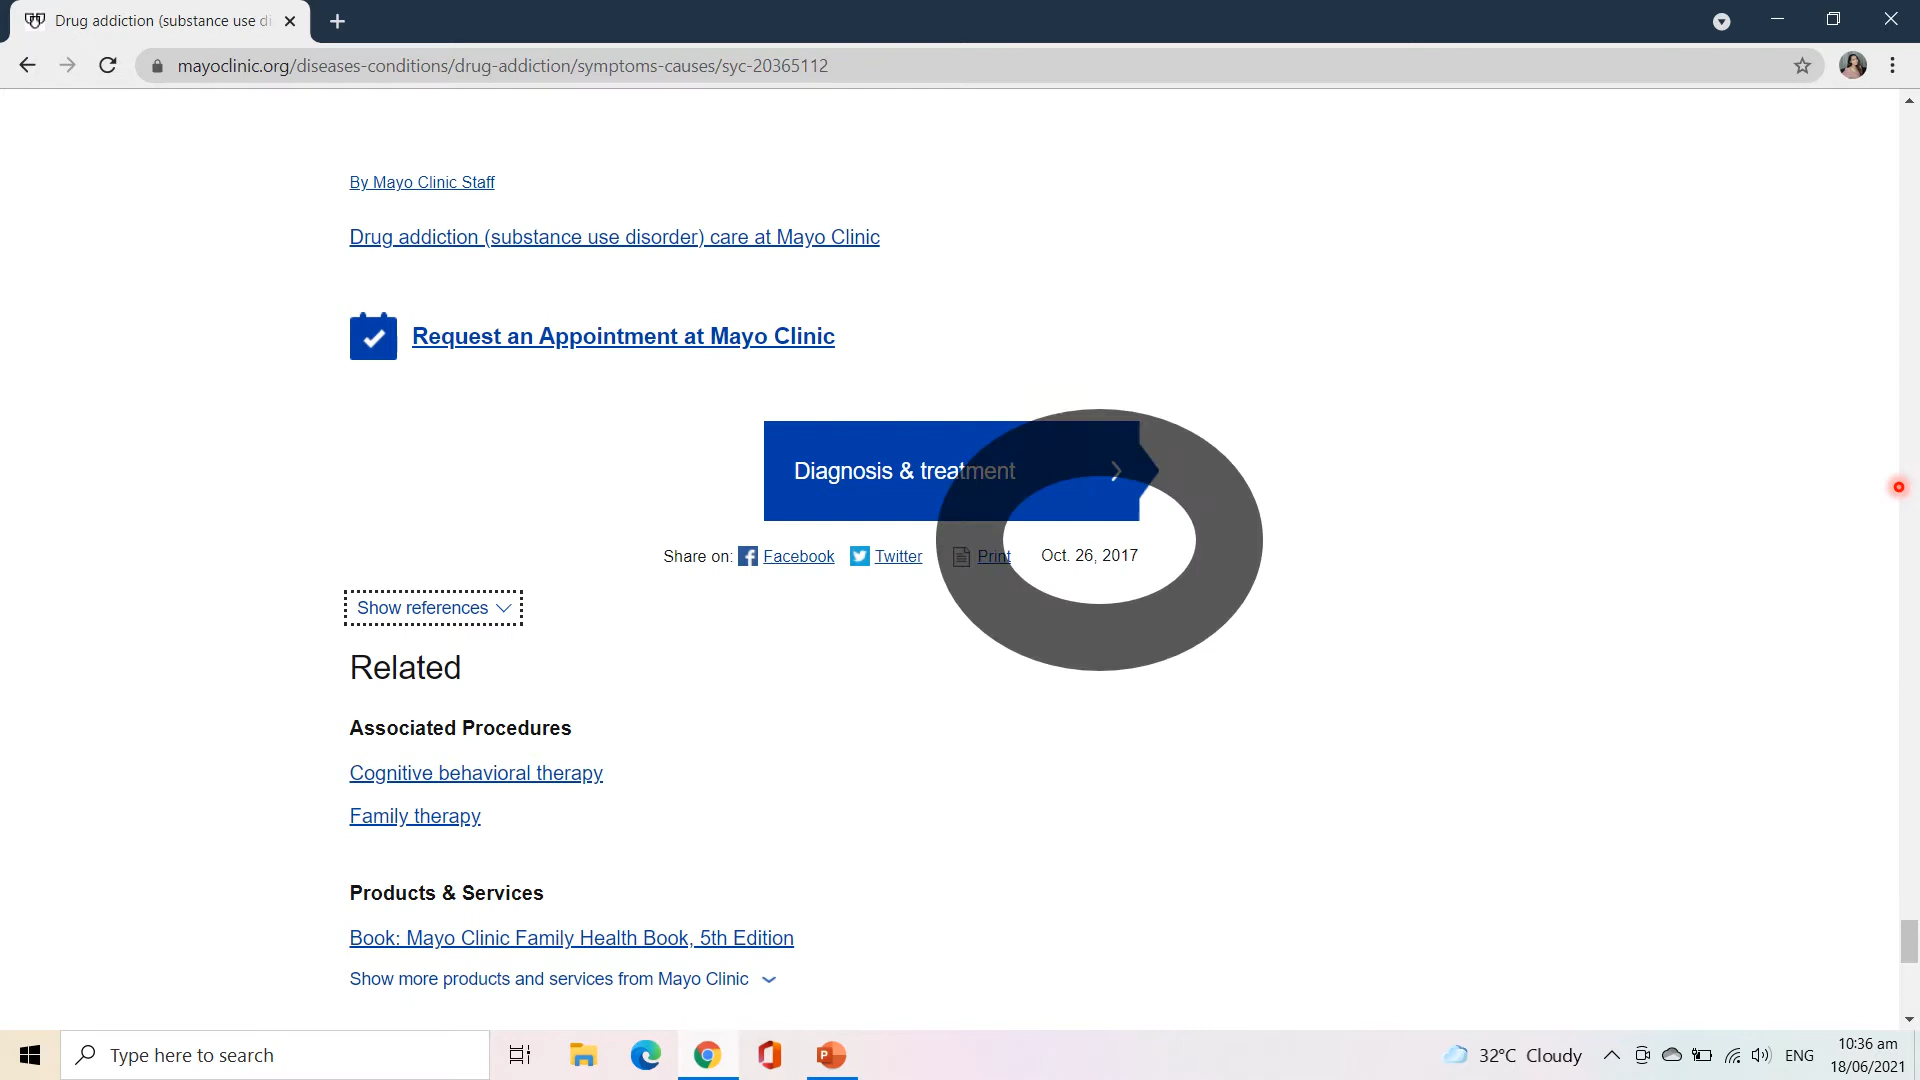 Drug addiction (substance use di
mayoclinic.org/diseases-conditions/drug-addiction/symptoms-causes/syc-20365112
By Mayo Clinic Staff
Drug addiction (substance use disorder) care at Mayo Clinic
Request an Appointment at Mayo Clinic
Diagnosis & treatment
Share on: Facebook Twitter Print Oct. 26, 2017
Show references
Related
Associated Procedures
Cognitive behavioral therapy
Family therapy
Products & Services
Book: Mayo Clinic Family Health Book, 5th Edition
Show more products and services from Mayo Clinic
Type here to search
32°C Cloudy
ENG
10:36 am
18/06/2021